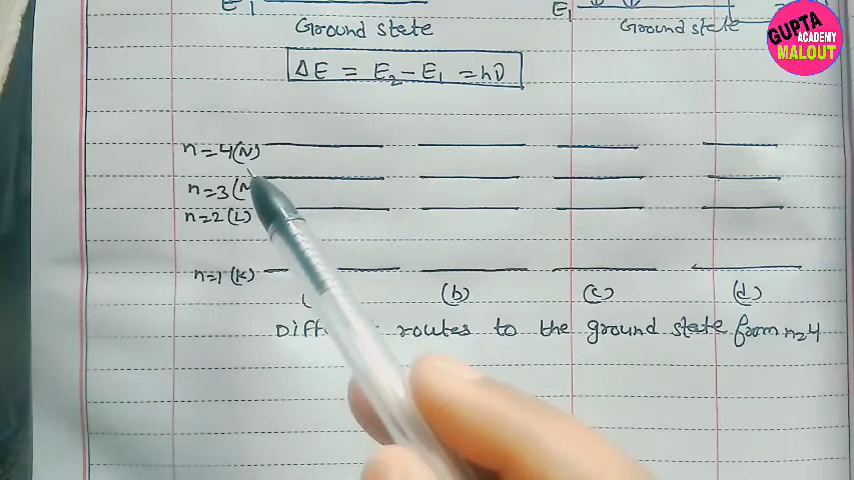 E1 E1
Ground state Ground state
GUPTA
ACADEMY
MALOUT
ΔE = E2 - E1 = hν
n=4(N)
n=3(
n=2(L)
n=1(K)
(b) (c) (d)
routes to the ground state from n=4